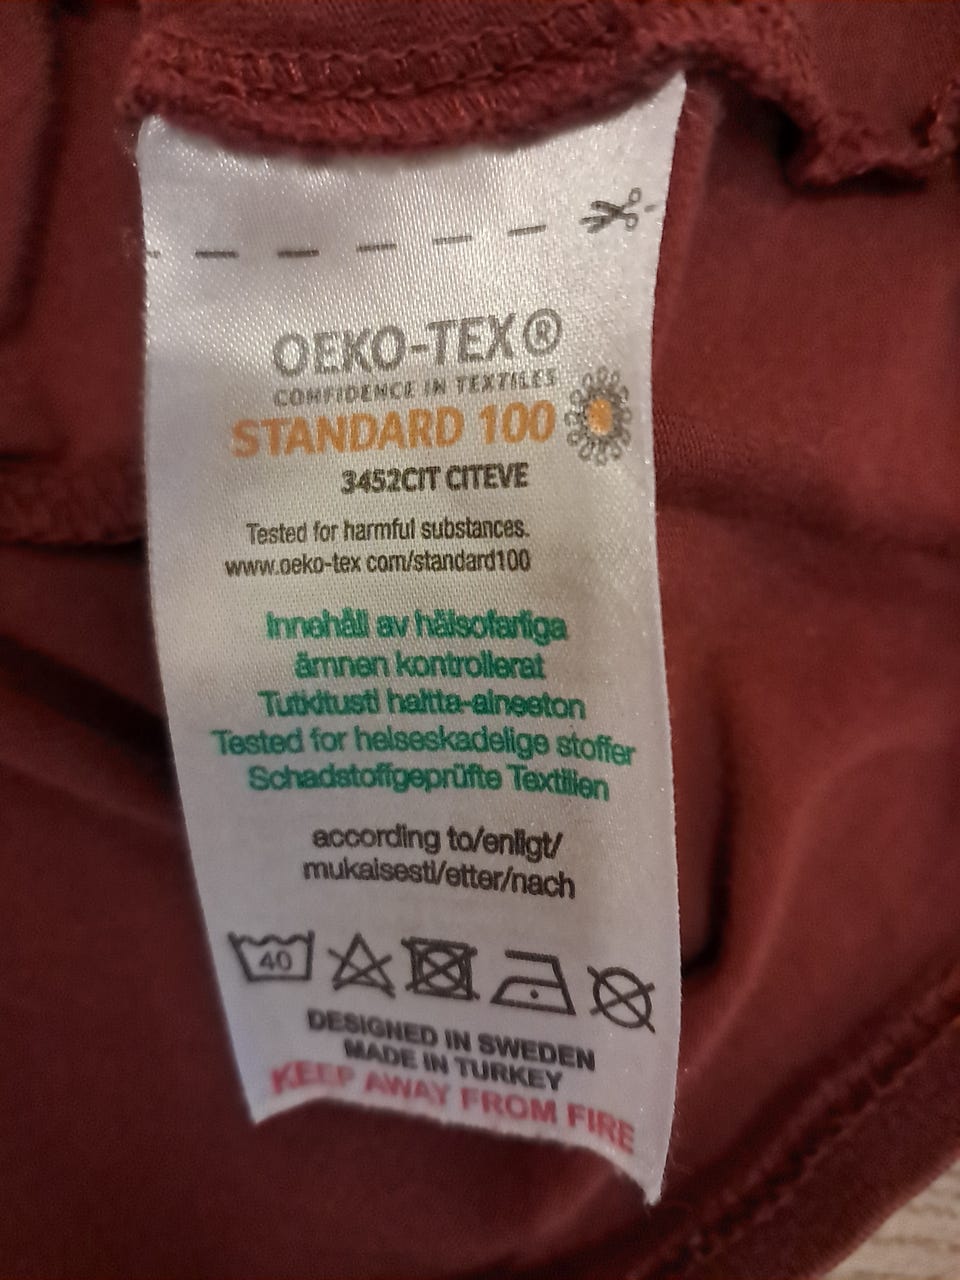 OEKO-TEX®
CONFIDENCE IN TEXTILES
STANDARD 100
3452CIT CITEVE
Tested for harmful substances.
www.oeko-tex com/standard100
Innehåll av hälsofarliga
ämnen kontrollerat
Tutkitusti haitta-aineeton
Tested for helseskadelige stoffer
Schadstoffgeprüfte Textilien
according to/enligt/
mukaisesti/etter/nach
40
DESIGNED IN SWEDEN
MADE IN TURKEY
KEEP AWAY FROM FIRE